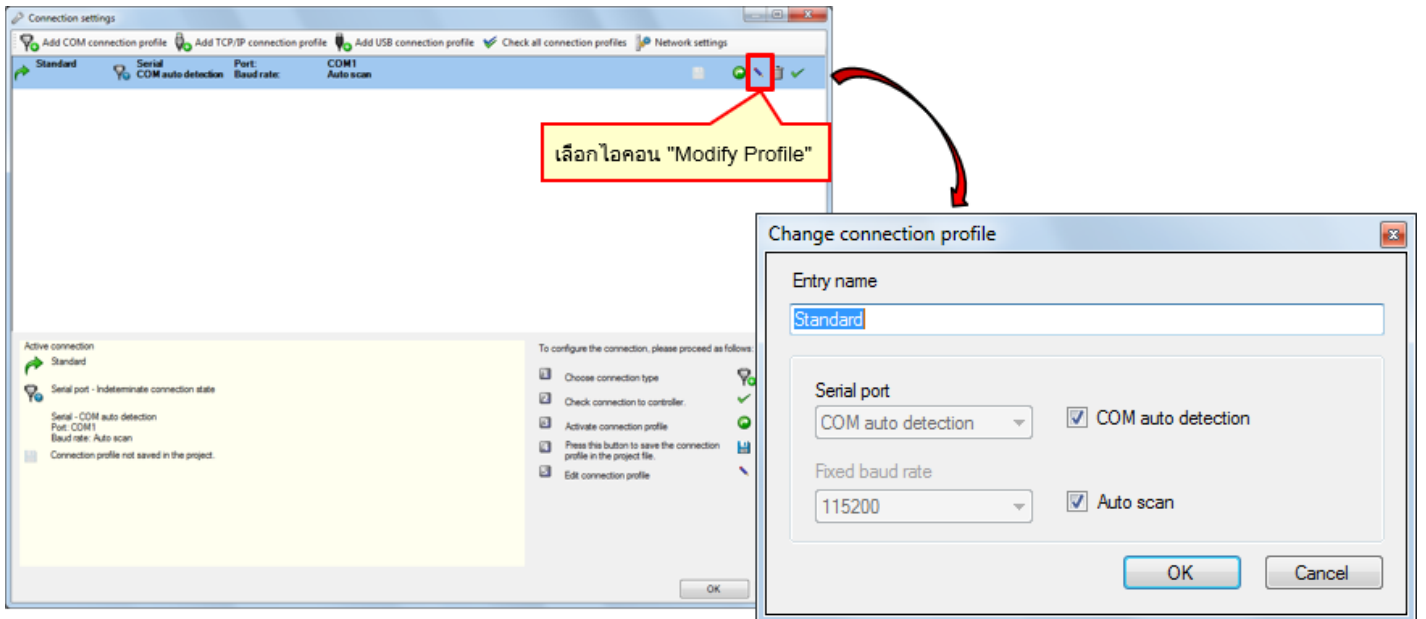 Connection settings
Add COM connection profile Add TCP/IP connection profile Add USB connection profile Check all connection profiles Network settings
Standard Serial Port: COM1
COM auto detection Baud rate: Auto scan
เลือกไอคอน "Modify Profile"
Active connection
Standard
Serial port - Indeterminate connection state
Serial - COM auto detection
Port: COM1
Baud rate: Auto scan
Connection profile not saved in the project.
To configure the connection, please proceed as follows:
1 Choose connection type
2 Check connection to controller.
3 Activate connection profile
4 Press this button to save the connection
profile in the project file.
5 Edit connection profile
OK
Change connection profile
Entry name
Standard
Serial port
COM auto detection COM auto detection
Fixed baud rate
115200 Auto scan
OK Cancel